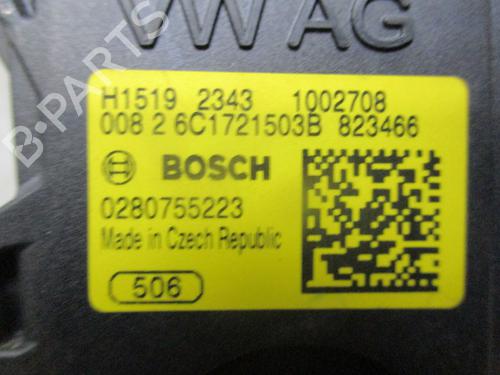 VW AG
H1519 2343 1002708
008 2 6C1721503B 823466
BOSCH
0280755223
Made in Czech Republic
506
B-PARTS